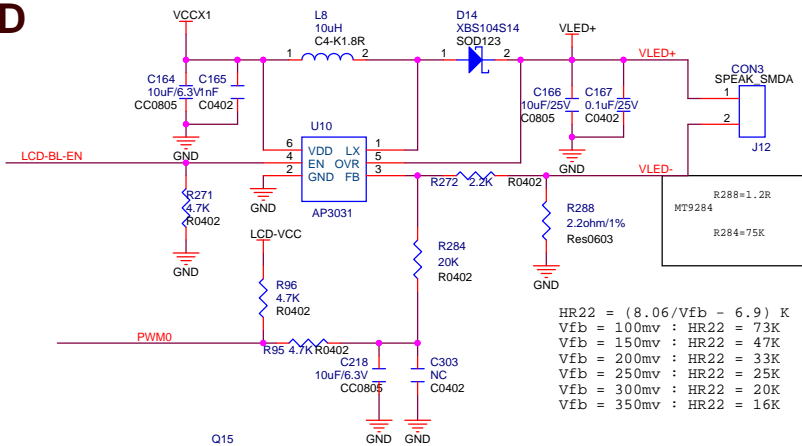 D
VCCX1
L8
10uH
C4-K1.8R
1
2
D14
XBS104S14
SOD123
1
2
VLED+
VLED+
CON3
SPEAK_SMDA
1
2
J12
C164
10uF/6.3V
CC0805
C165
1nF
C0402
GND
C166
10uF/25V
C0805
C167
0.1uF/25V
C0402
GND
U10
6
VDD
LX
1
4
EN
OVR
5
2
GND
FB
3
AP3031
GND
LCD-BL-EN
R271
4.7K
R0402
GND
R272
2.2K
R0402
VLED-
R288
2.2ohm/1%
Res0603
GND
R288=1.2R
MT9284
R284=75K
LCD-VCC
R96
4.7K
R0402
R284
20K
R0402
PWM0
R95
4.7K
R0402
C218
10uF/6.3V
CC0805
GND
C303
NC
C0402
GND
HR22 = (8.06/Vfb - 6.9) K
Vfb = 100mv : HR22 = 73K
Vfb = 150mv : HR22 = 47K
Vfb = 200mv : HR22 = 33K
Vfb = 250mv : HR22 = 25K
Vfb = 300mv : HR22 = 20K
Vfb = 350mv : HR22 = 16K
Q15